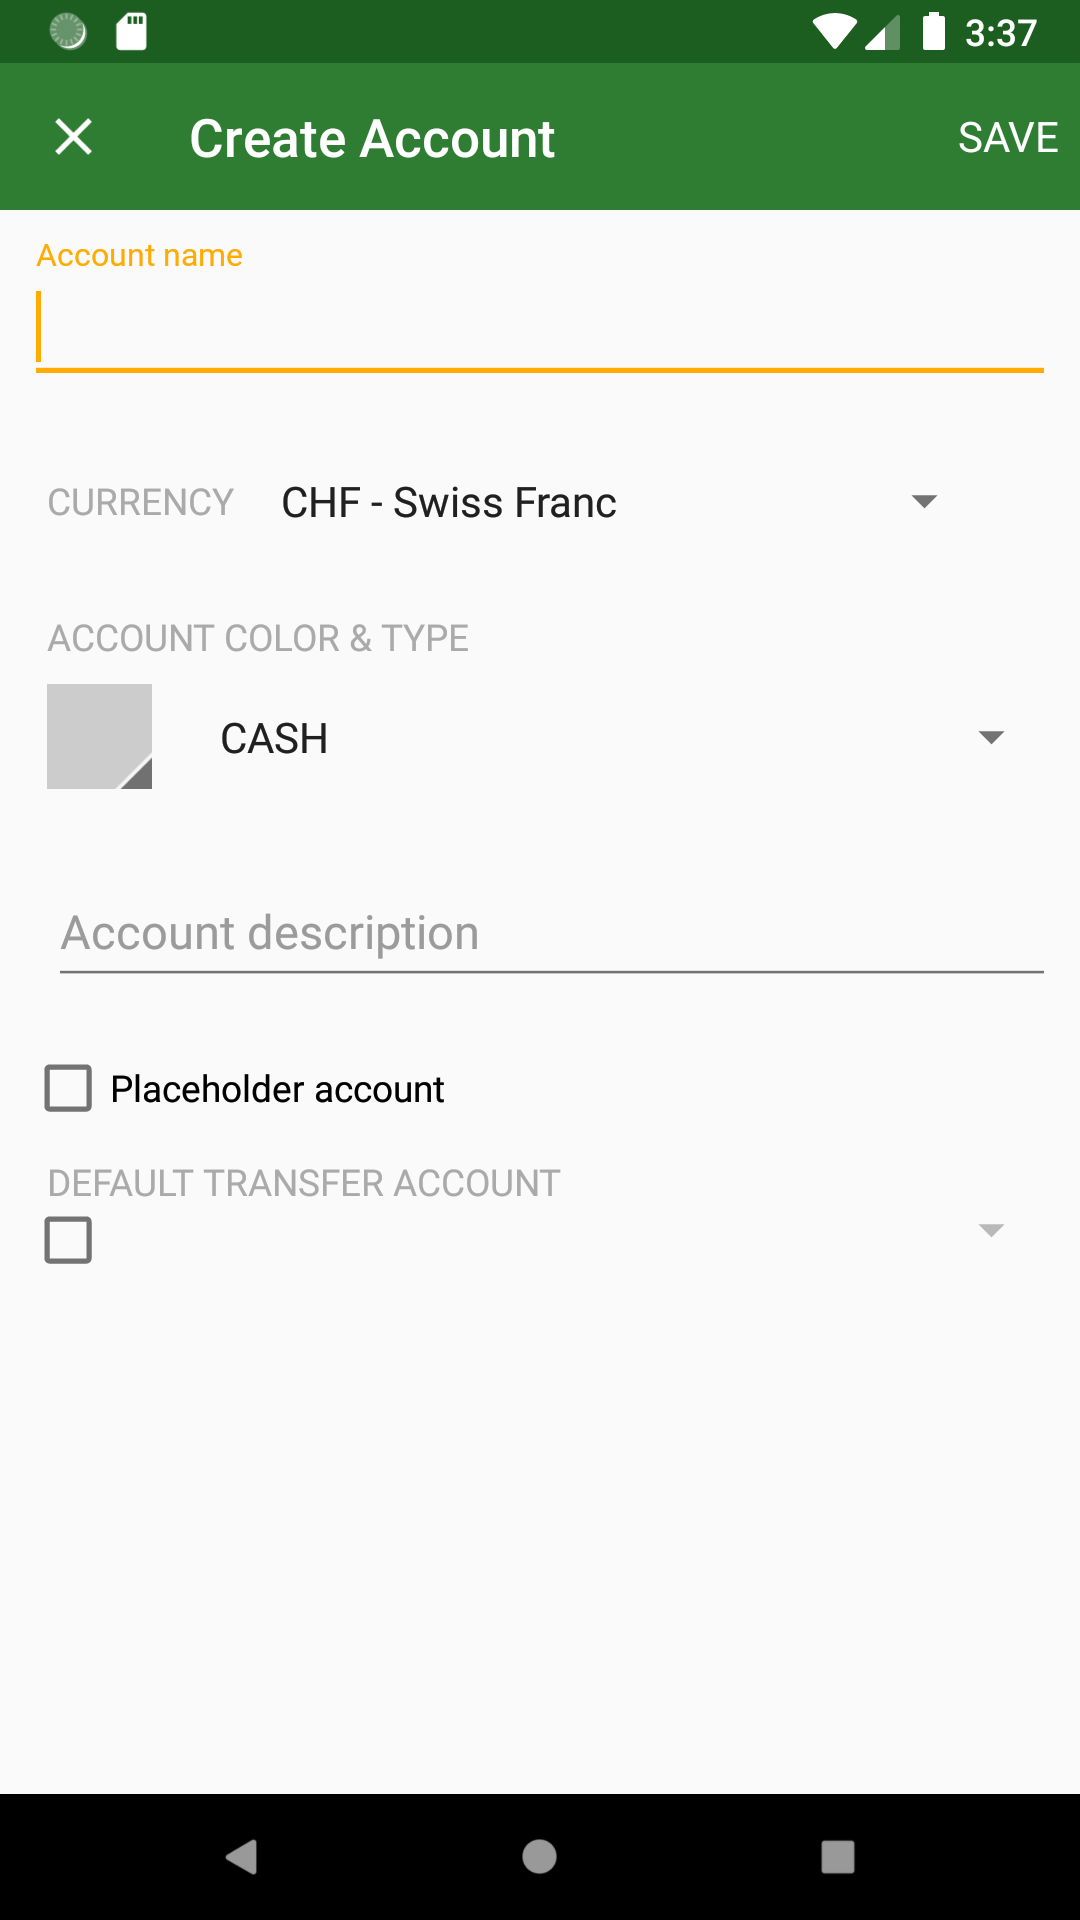 3:37
Create Account
SAVE
Account name
CURRENCY
CHF - Swiss Franc
ACCOUNT COLOR & TYPE
CASH
Account description
Placeholder account
DEFAULT TRANSFER ACCOUNT